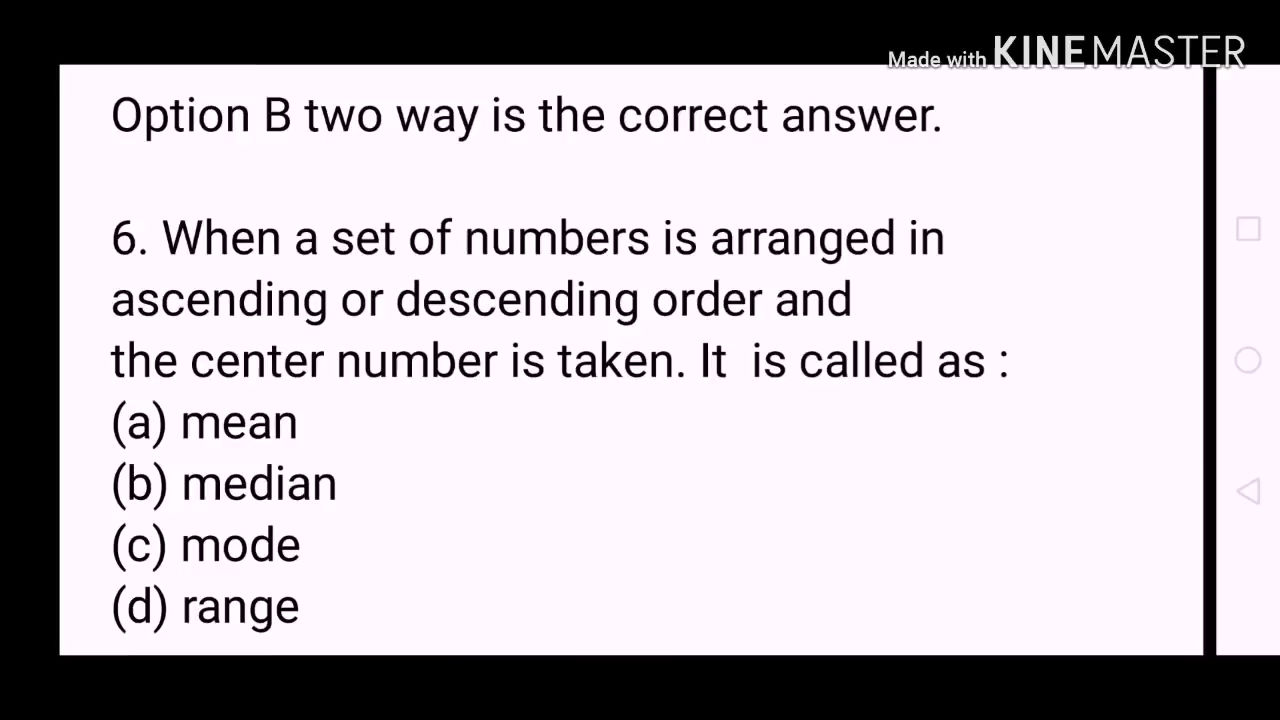 Made with KINEMASTER
Option B two way is the correct answer.
6. When a set of numbers is arranged in
ascending or descending order and
the center number is taken. It  is called as :
(a) mean
(b) median
(c) mode
(d) range